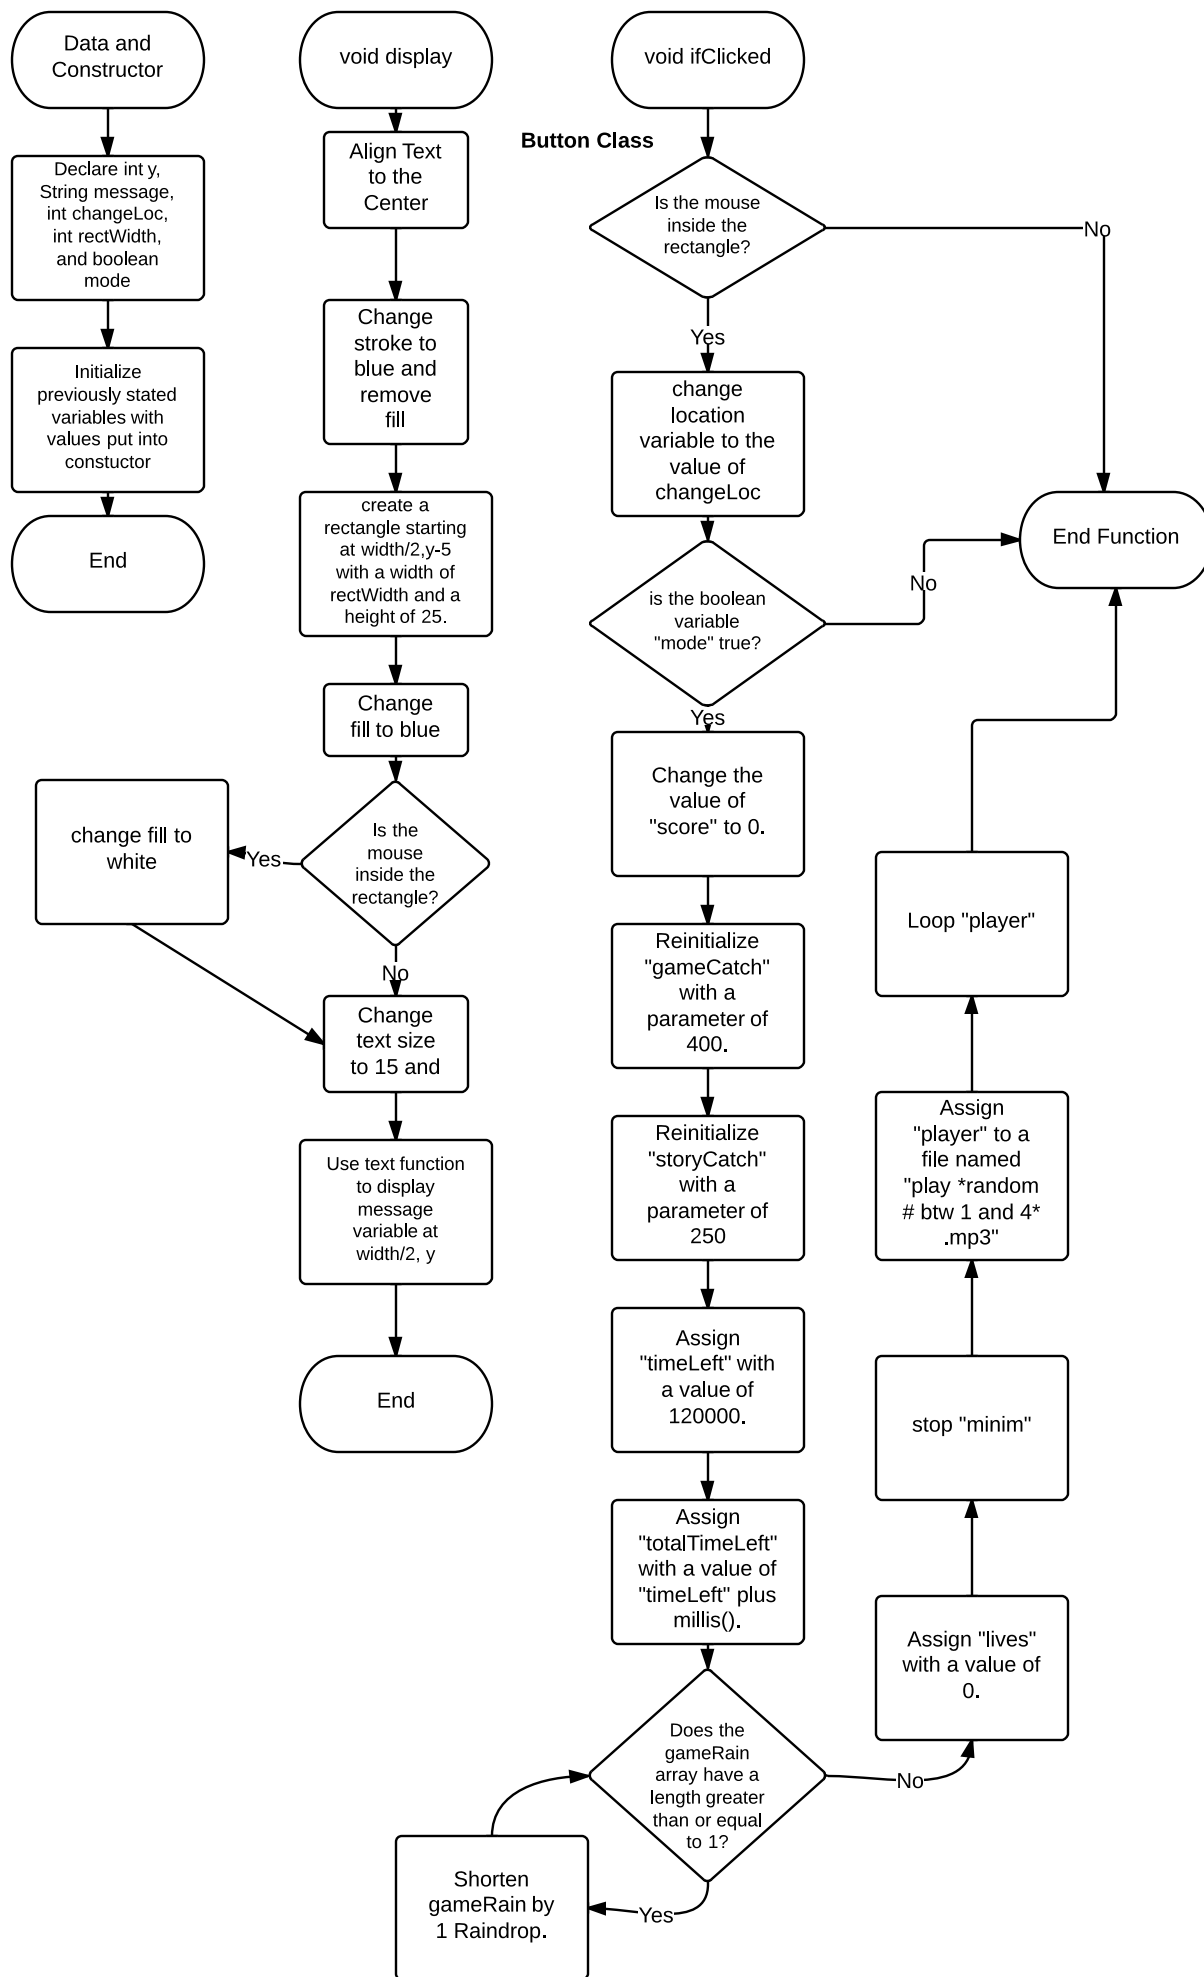 Data and
Constructor
Declare int y,
String message,
int changeLoc,
int rectWidth,
and boolean
mode
Initialize
previously stated
variables with
values put into
constuctor
End
void display
Align Text
to the
Center
Change
stroke to
blue and
remove
fill
create a
rectangle starting
at width/2,y-5
with a width of
rectWidth and a
height of 25.
Change
fill to blue
Is the
mouse
inside the
rectangle?
Yes
change fill to
white
No
Change
text size
to 15 and
Use text function
to display
message
variable at
width/2, y
End
Button Class
void ifClicked
Is the mouse
inside the
rectangle?
No
Yes
change
location
variable to the
value of
changeLoc
is the boolean
variable
"mode" true?
No
Yes
Change the
value of
"score" to 0.
Reinitialize
"gameCatch"
with a
parameter of
400.
Reinitialize
"storyCatch"
with a
parameter of
250
Assign
"timeLeft" with
a value of
120000.
Assign
"totalTimeLeft"
with a value of
"timeLeft" plus
millis().
Does the
gameRain
array have a
length greater
than or equal
to 1?
Yes
Shorten
gameRain by
1 Raindrop.
No
Assign "lives"
with a value of
0.
stop "minim"
Assign
"player" to a
file named
"play *random
# btw 1 and 4*
.mp3"
Loop "player"
End Function